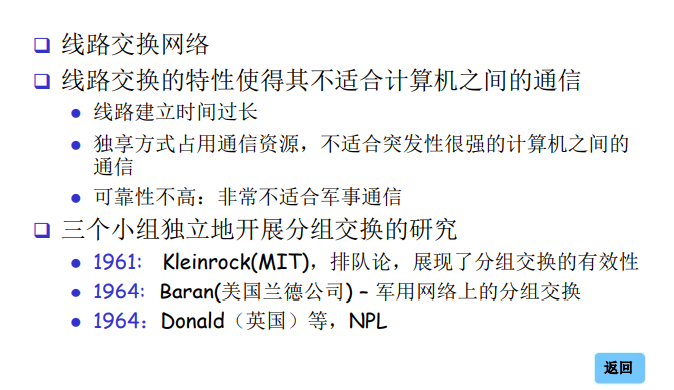 线路交换网络
线路交换的特性使得其不适合计算机之间的通信
线路建立时间过长
独享方式占用通信资源，不适合突发性很强的计算机之间的
通信
可靠性不高：非常不适合军事通信
三个小组独立地开展分组交换的研究
1961: Kleinrock(MIT)，排队论，展现了分组交换的有效性
1964: Baran(美国兰德公司) – 军用网络上的分组交换
1964：Donald（英国）等，NPL
返回